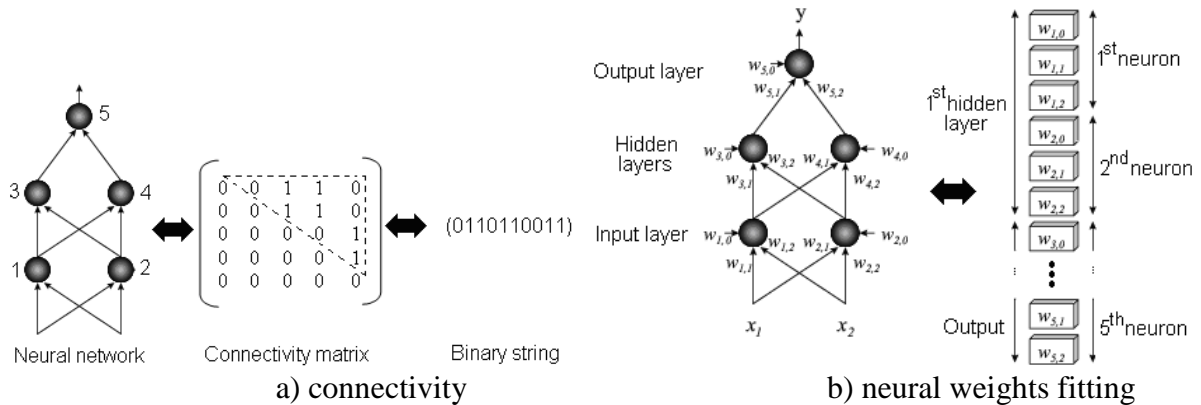 5
3 4
1 2
Neural network
0 0 1 1 0
0 0 1 1 0
0 0 0 0 1
0 0 0 0 1
0 0 0 0 0
Connectivity matrix
(0110110011)
Binary string
a) connectivity
y
Output layer
w5,0
w5,1 w5,2
Hidden layers
w3,0 w3,2 w4,1 w4,0
w3,1 w4,2
Input layer
w1,0 w1,2 w2,1 w2,0
w1,1 w2,2
x1 x2
1st hidden layer
Output
w1,0
w1,1
w1,2
w2,0
w2,1
w2,2
w3,0
w5,1
w5,2
1st neuron
2nd neuron
5th neuron
b) neural weights fitting